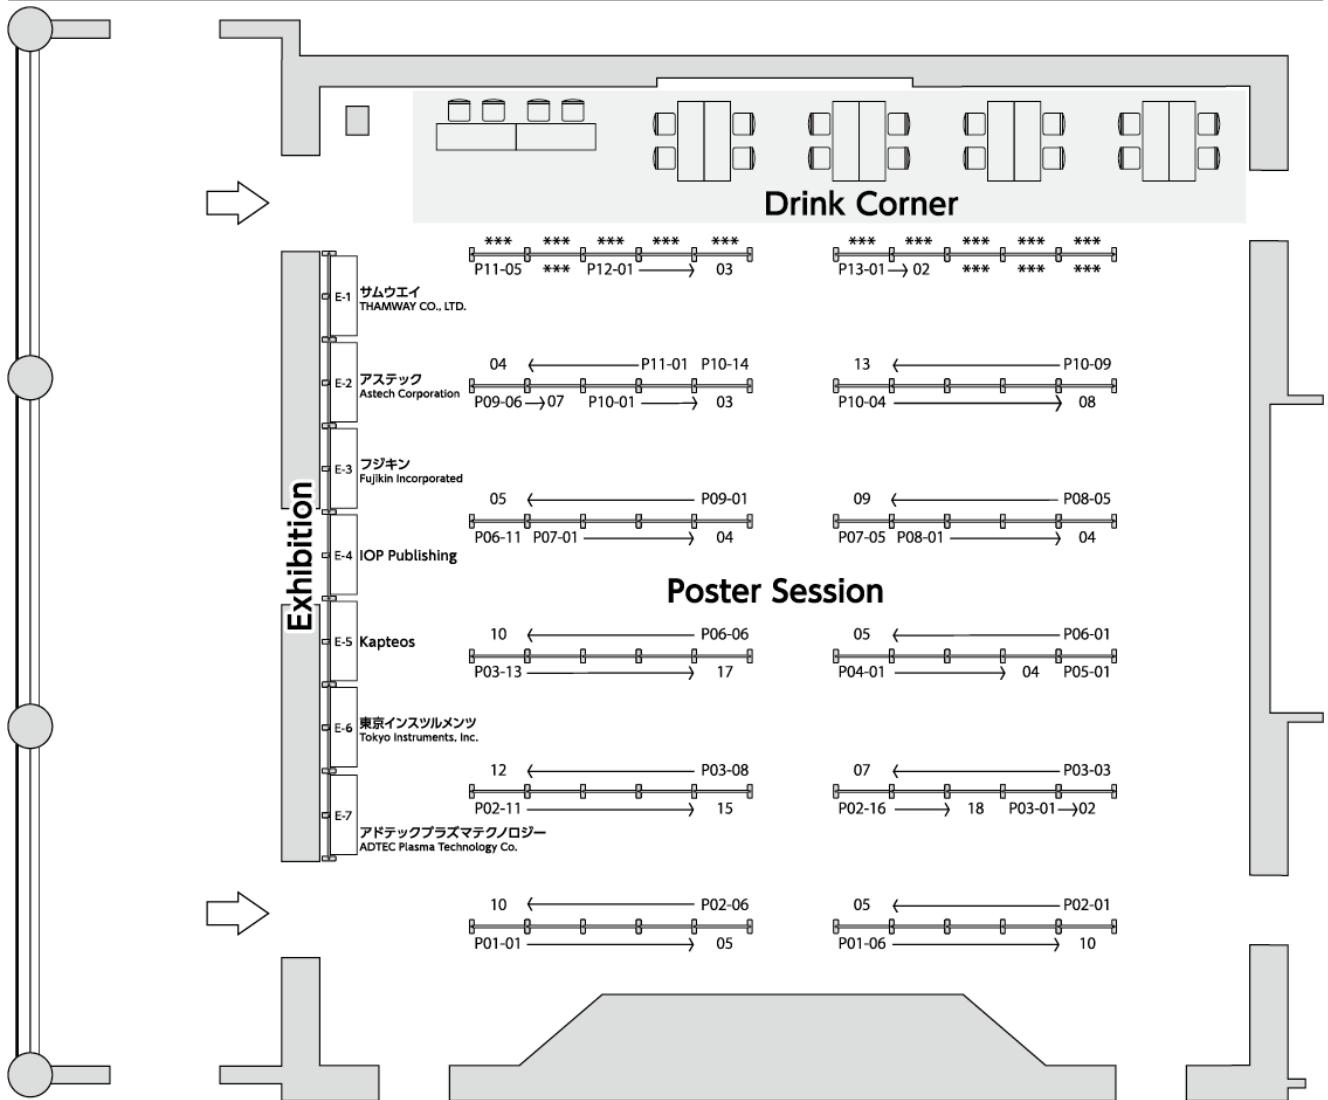 Drink Corner
*** *** *** *** ***
*** *** *** *** ***
P11-05 *** P12-01 → 03
P13-01 → 02 *** *** ***
E-1 サムウエイ
THAMWAY CO., LTD.
04 ← P11-01 P10-14
13 ← P10-09
E-2 アステック
Astech Corporation
P09-06 → 07 P10-01 → 03
P10-04 → 08
E-3 フジキン
Fujikin Incorporated
05 ← P09-01
09 ← P08-05
P06-11 P07-01 → 04
P07-05 P08-01 → 04
Exhibition
E-4 IOP Publishing
Poster Session
10 ← P06-06
05 ← P06-01
E-5 Kapteos
P03-13 → 17
P04-01 → 04 P05-01
E-6 東京インスツルメンツ
Tokyo Instruments, Inc.
12 ← P03-08
07 ← P03-03
P02-11 → 15
P02-16 → 18 P03-01 → 02
E-7 アドテックプラズマテクノロジー
ADTEC Plasma Technology Co.
10 ← P02-06
05 ← P02-01
P01-01 → 05
P01-06 → 10